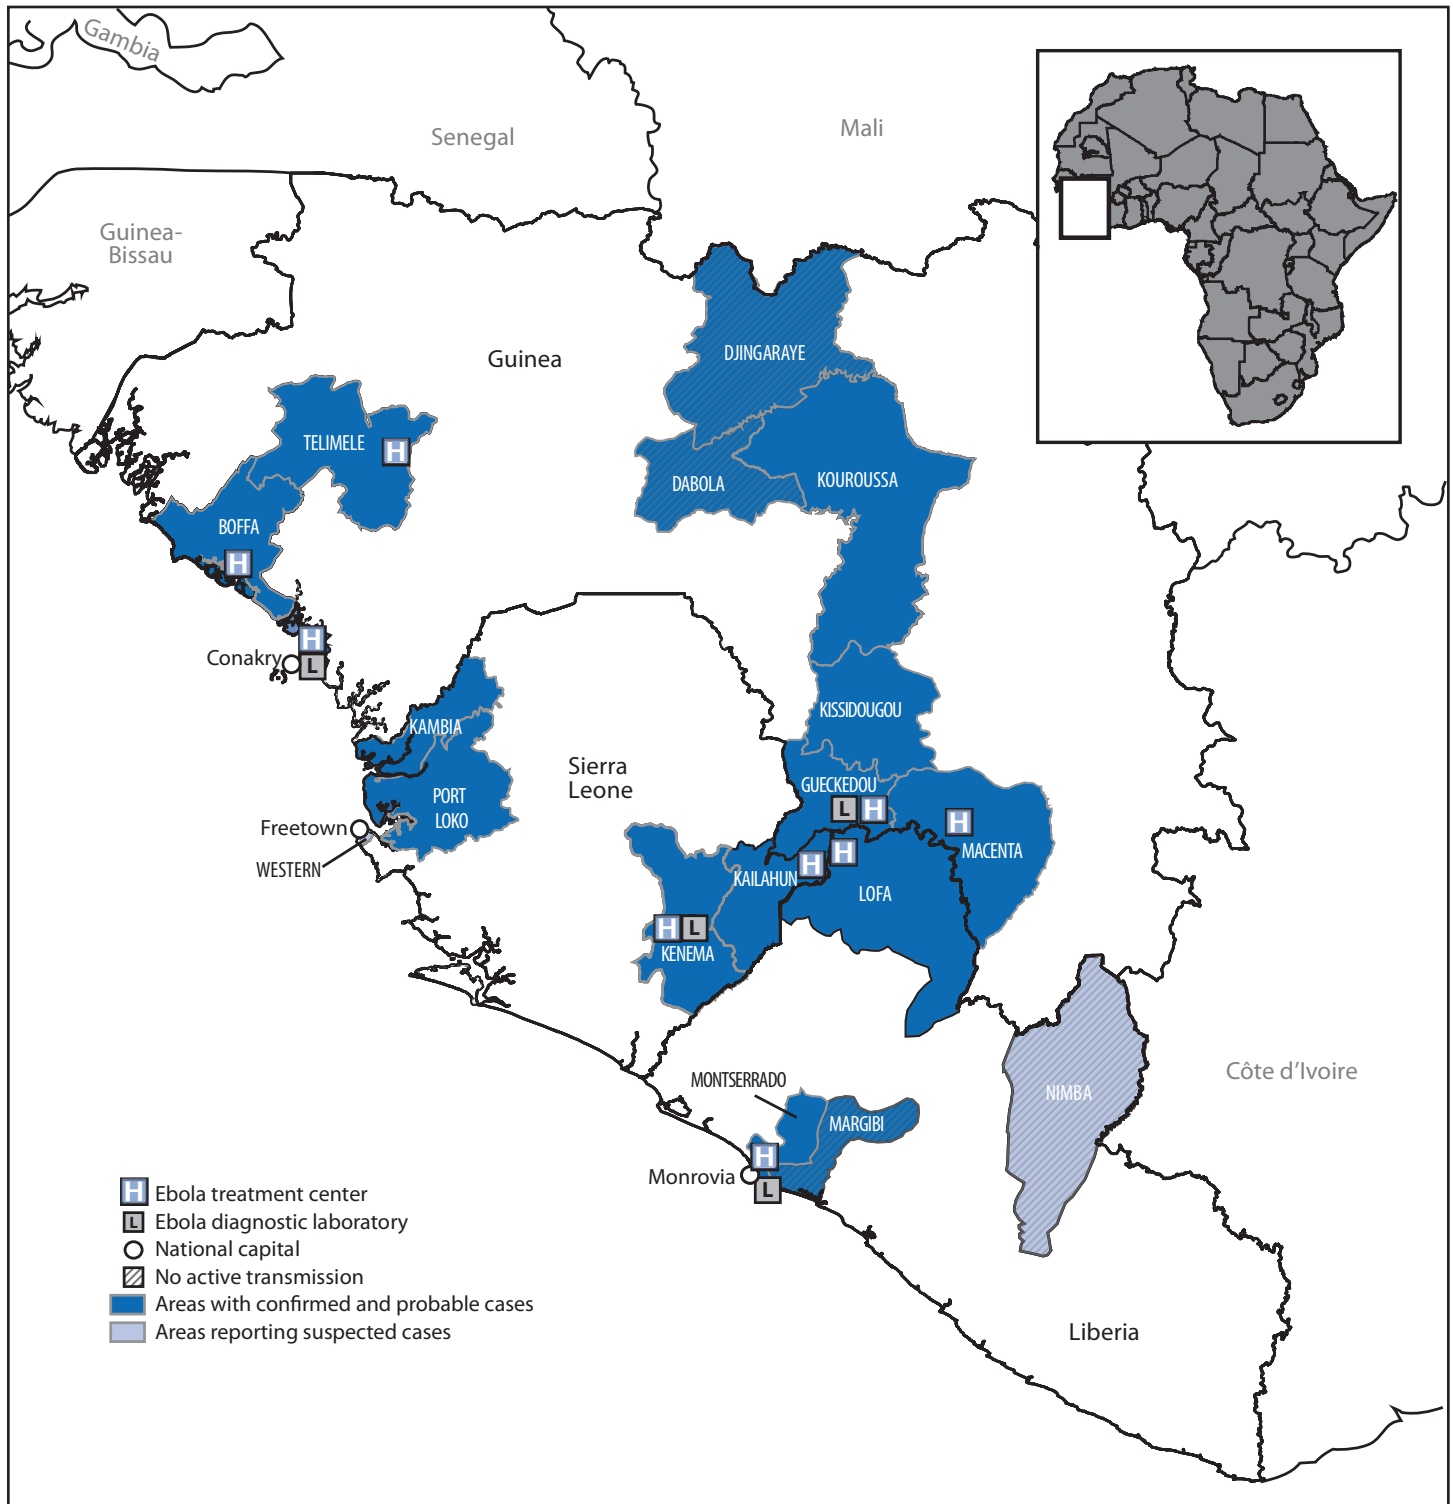 Gambia
Senegal
Mali
Guinea-
Bissau
Guinea
DJINGARAYE
TELIMELE
H
DABOLA
KOUROUSSA
BOFFA
H
H
Conakry
L
KISSIDOUGOU
KAMBIA
Sierra
Leone
GUECKEDOU
PORT
LOKO
L
H
H
MACENTA
Freetown
WESTERN
H
H
KAILAHUN
LOFA
H
L
KENEMA
Côte d'Ivoire
MONTSERRADO
NIMBA
MARGIBI
H
Monrovia
L
H Ebola treatment center
L Ebola diagnostic laboratory
National capital
No active transmission
Areas with confirmed and probable cases
Areas reporting suspected cases
Liberia